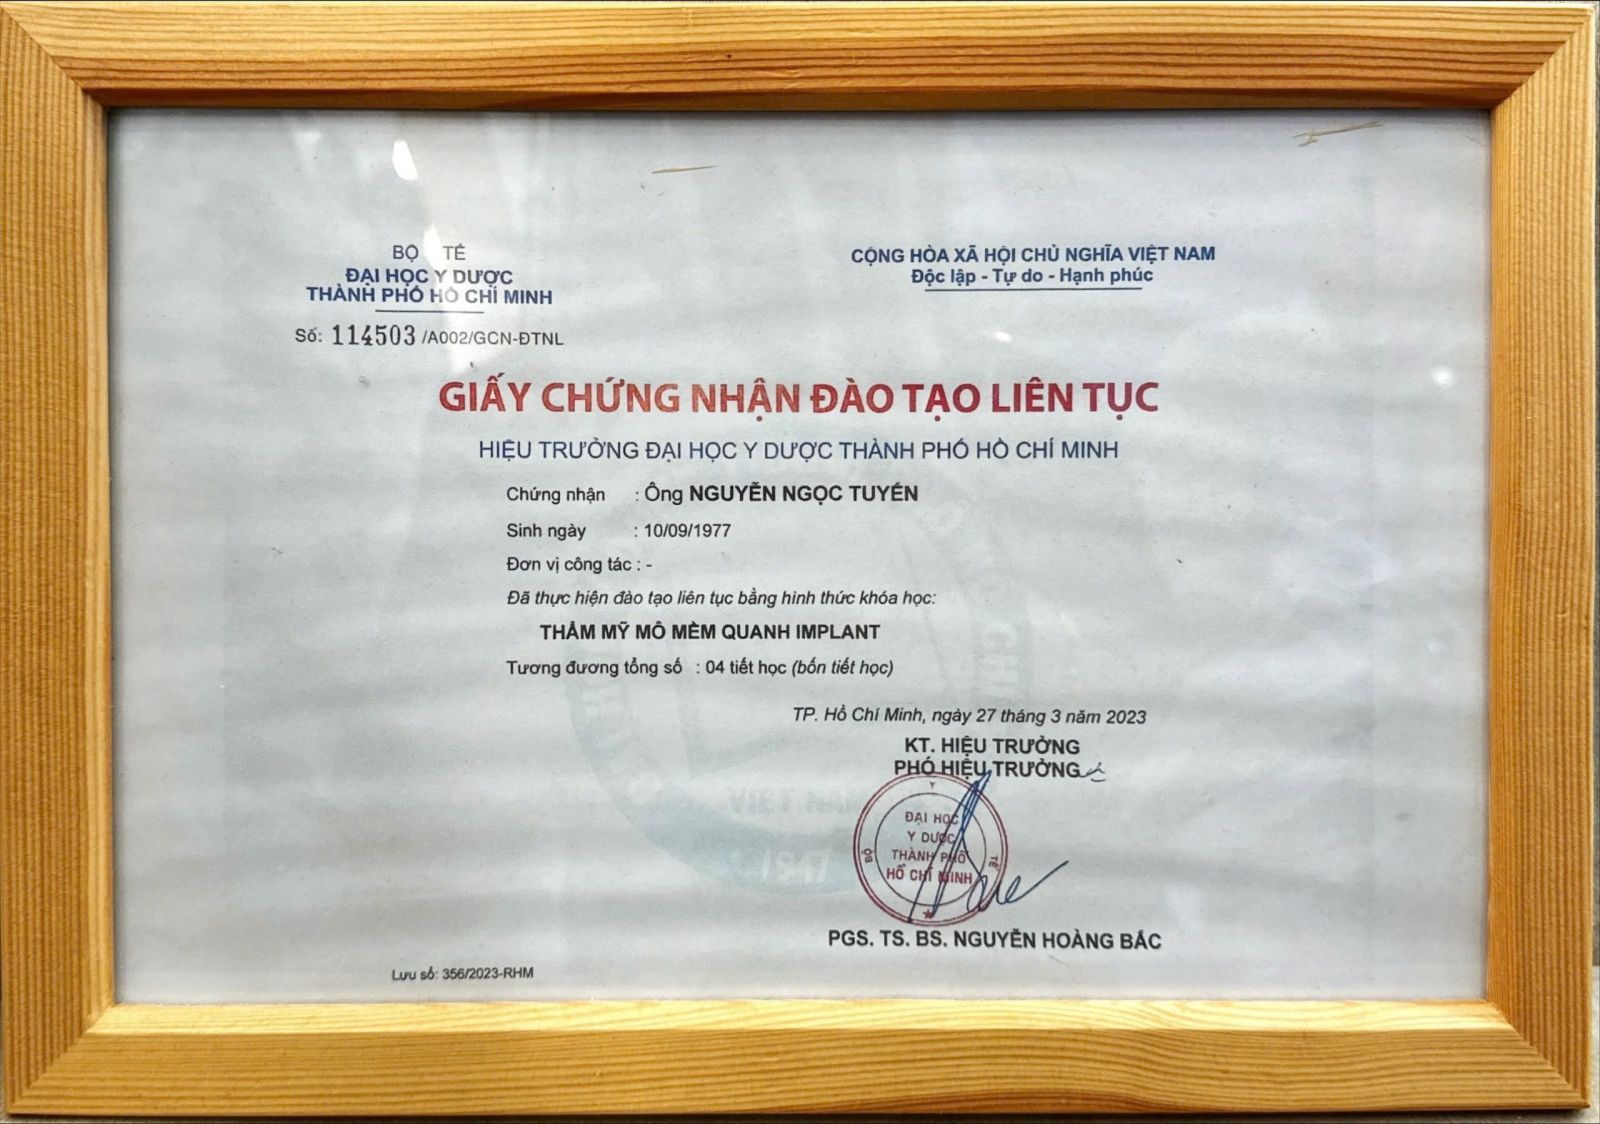 BỘ Y TẾ
ĐẠI HỌC Y DƯỢC
THÀNH PHỐ HỒ CHÍ MINH
Số: 114503 /A002/GCN-ĐTNL
CỘNG HÒA XÃ HỘI CHỦ NGHĨA VIỆT NAM
Độc lập - Tự do - Hạnh phúc
GIẤY CHỨNG NHẬN ĐÀO TẠO LIÊN TỤC
HIỆU TRƯỞNG ĐẠI HỌC Y DƯỢC THÀNH PHỐ HỒ CHÍ MINH
Chứng nhận : Ông NGUYỄN NGỌC TUYẾN
Sinh ngày : 10/09/1977
Đơn vị công tác : -
Đã thực hiện đào tạo liên tục bằng hình thức khóa học:
THẨM MỸ MÔ MỀM QUANH IMPLANT
Tương đương tổng số : 04 tiết học (bốn tiết học)
TP. Hồ Chí Minh, ngày 27 tháng 3 năm 2023
KT. HIỆU TRƯỞNG
PHÓ HIỆU TRƯỞNG
BỘ Y TẾ
ĐẠI HỌC
Y DƯỢC
THÀNH PHỐ
HỒ CHÍ MINH
PGS. TS. BS. NGUYỄN HOÀNG BẮC
Lưu số: 356/2023-RHM